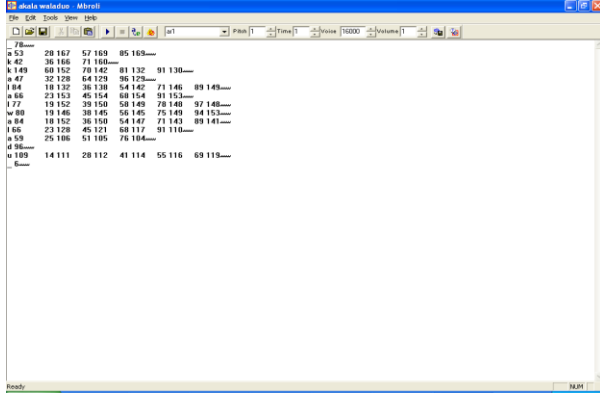 akala waladuo - Mbroli
File Edit Tools View Help
ar1 Pitch 1 Time 1 Voice 16000 Volume 1
_ 78
a 53 28 167 57 169 85 169
k 42 36 166 71 160
k 149 60 152 70 142 81 132 91 130
a 47 32 128 64 129 96 129
l 84 18 132 36 138 54 142 71 146 89 149
a 66 23 153 45 154 68 154 91 153
l 77 19 152 39 150 58 149 78 148 97 148
w 80 19 146 38 145 56 145 75 149 94 153
a 84 18 152 36 150 54 147 71 143 89 141
l 66 23 128 45 121 68 117 91 110
a 59 25 106 51 105 76 104
d 96
u 109 14 111 28 112 41 114 55 116 69 119
_ 6
Ready NUM